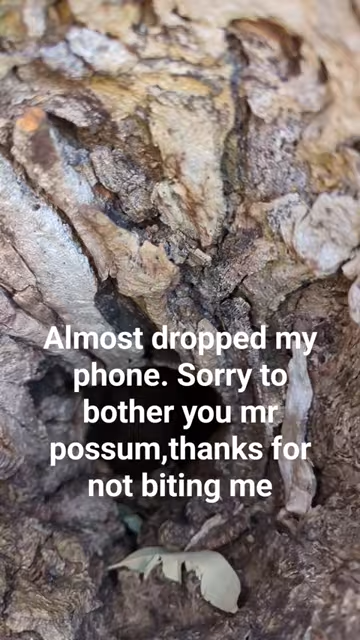 Almost dropped my
phone. Sorry to
bother you mr
possum,thanks for
not biting me